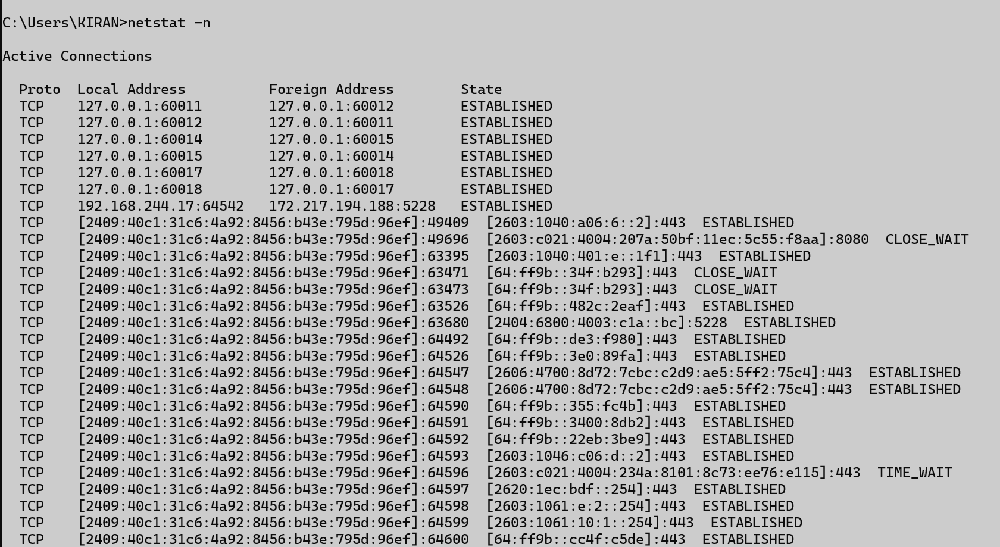 C:\Users\KIRAN>netstat -n
Active Connections
Proto Local Address Foreign Address State
TCP 127.0.0.1:60011 127.0.0.1:60012 ESTABLISHED
TCP 127.0.0.1:60012 127.0.0.1:60011 ESTABLISHED
TCP 127.0.0.1:60014 127.0.0.1:60015 ESTABLISHED
TCP 127.0.0.1:60015 127.0.0.1:60014 ESTABLISHED
TCP 127.0.0.1:60017 127.0.0.1:60018 ESTABLISHED
TCP 127.0.0.1:60018 127.0.0.1:60017 ESTABLISHED
TCP 192.168.244.17:64542 172.217.194.188:5228 ESTABLISHED
TCP [2409:40c1:31c6:4a92:8456:b43e:795d:96ef]:49409 [2603:1040:a06:6::2]:443 ESTABLISHED
TCP [2409:40c1:31c6:4a92:8456:b43e:795d:96ef]:49696 [2603:c021:4004:207a:50bf:11ec:5c55:f8aa]:8080 CLOSE_WAIT
TCP [2409:40c1:31c6:4a92:8456:b43e:795d:96ef]:63395 [2603:1040:401:e::1f1]:443 ESTABLISHED
TCP [2409:40c1:31c6:4a92:8456:b43e:795d:96ef]:63471 [64:ff9b::34f:b293]:443 CLOSE_WAIT
TCP [2409:40c1:31c6:4a92:8456:b43e:795d:96ef]:63473 [64:ff9b::34f:b293]:443 CLOSE_WAIT
TCP [2409:40c1:31c6:4a92:8456:b43e:795d:96ef]:63526 [64:ff9b::482c:2eaf]:443 ESTABLISHED
TCP [2409:40c1:31c6:4a92:8456:b43e:795d:96ef]:63680 [2404:6800:4003:c1a::bc]:5228 ESTABLISHED
TCP [2409:40c1:31c6:4a92:8456:b43e:795d:96ef]:64492 [64:ff9b::de3:f980]:443 ESTABLISHED
TCP [2409:40c1:31c6:4a92:8456:b43e:795d:96ef]:64526 [64:ff9b::3e0:89fa]:443 ESTABLISHED
TCP [2409:40c1:31c6:4a92:8456:b43e:795d:96ef]:64547 [2606:4700:8d72:7cbc:c2d9:ae5:5ff2:75c4]:443 ESTABLISHED
TCP [2409:40c1:31c6:4a92:8456:b43e:795d:96ef]:64548 [2606:4700:8d72:7cbc:c2d9:ae5:5ff2:75c4]:443 ESTABLISHED
TCP [2409:40c1:31c6:4a92:8456:b43e:795d:96ef]:64590 [64:ff9b::355:fc4b]:443 ESTABLISHED
TCP [2409:40c1:31c6:4a92:8456:b43e:795d:96ef]:64591 [64:ff9b::3400:8db2]:443 ESTABLISHED
TCP [2409:40c1:31c6:4a92:8456:b43e:795d:96ef]:64592 [64:ff9b::22eb:3be9]:443 ESTABLISHED
TCP [2409:40c1:31c6:4a92:8456:b43e:795d:96ef]:64593 [2603:1046:c06:d::2]:443 ESTABLISHED
TCP [2409:40c1:31c6:4a92:8456:b43e:795d:96ef]:64596 [2603:c021:4004:234a:8101:8c73:ee76:e115]:443 TIME_WAIT
TCP [2409:40c1:31c6:4a92:8456:b43e:795d:96ef]:64597 [2620:1ec:bdf::254]:443 ESTABLISHED
TCP [2409:40c1:31c6:4a92:8456:b43e:795d:96ef]:64598 [2603:1061:e:2::254]:443 ESTABLISHED
TCP [2409:40c1:31c6:4a92:8456:b43e:795d:96ef]:64599 [2603:1061:10:1::254]:443 ESTABLISHED
TCP [2409:40c1:31c6:4a92:8456:b43e:795d:96ef]:64600 [64:ff9b::cc4f:c5de]:443 ESTABLISHED